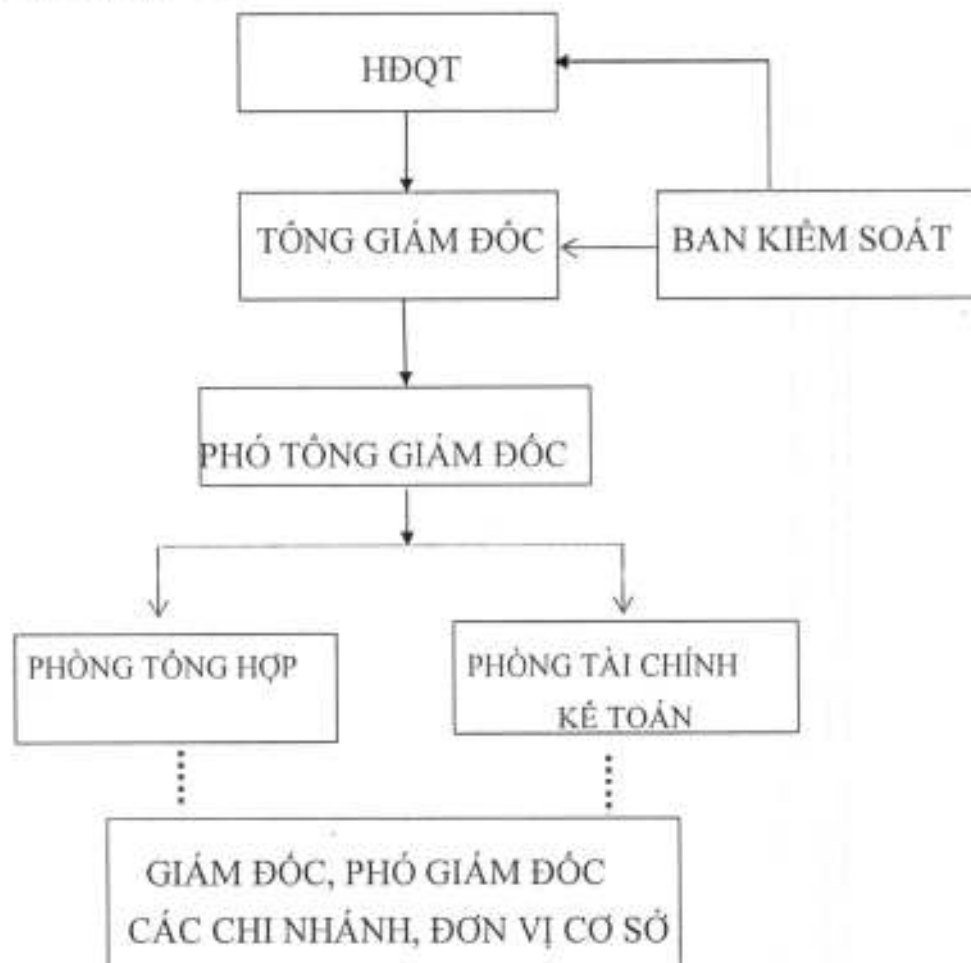 HĐQT
TỔNG GIÁM ĐỐC
BAN KIỂM SOÁT
PHÓ TỔNG GIÁM ĐỐC
PHÒNG TỔNG HỢP
PHÒNG TÀI CHÍNH
KẾ TOÁN
GIÁM ĐỐC, PHÓ GIÁM ĐỐC
CÁC CHI NHÁNH, ĐƠN VỊ CƠ SỞ